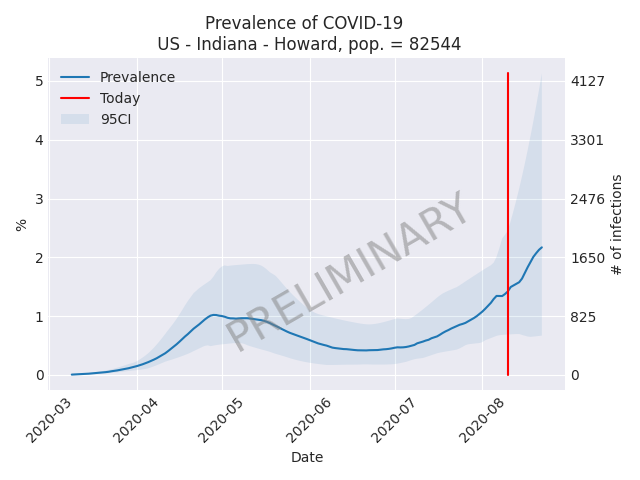 Prevalence of COVID-19
US - Indiana - Howard, pop. = 82544
Prevalence
Today
95CI
5
4
3
2
1
0
%
4127
3301
2476
1650
825
0
# of infections
PRELIMINARY
2020-03
2020-04
2020-05
2020-06
2020-07
2020-08
Date